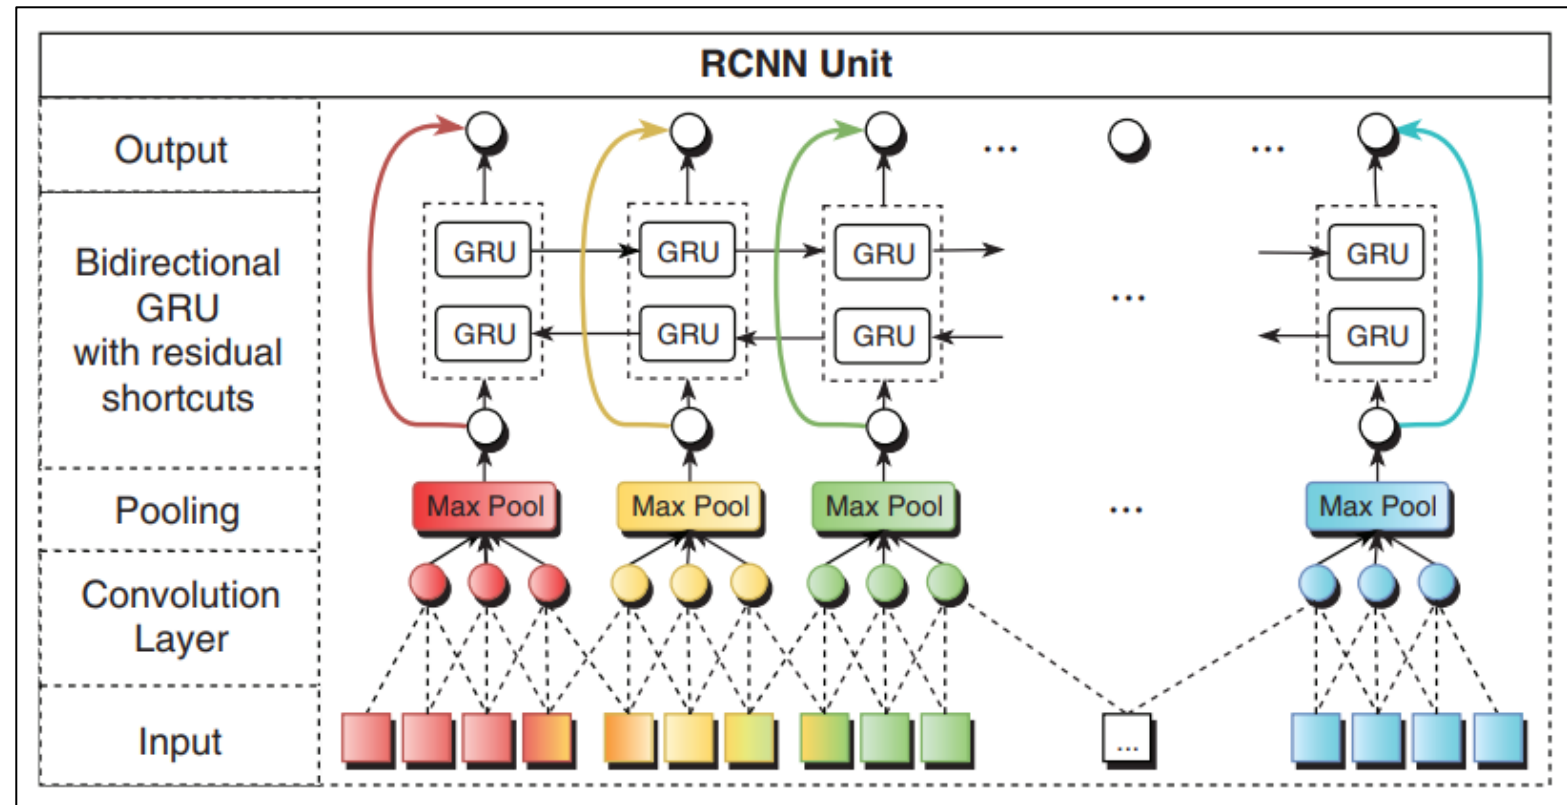 RCNN Unit
Output
... ...
Bidirectional
GRU
with residual
shortcuts
GRU GRU GRU GRU
...
GRU GRU GRU GRU
Pooling
Max Pool Max Pool Max Pool ... Max Pool
Convolution
Layer
Input
...